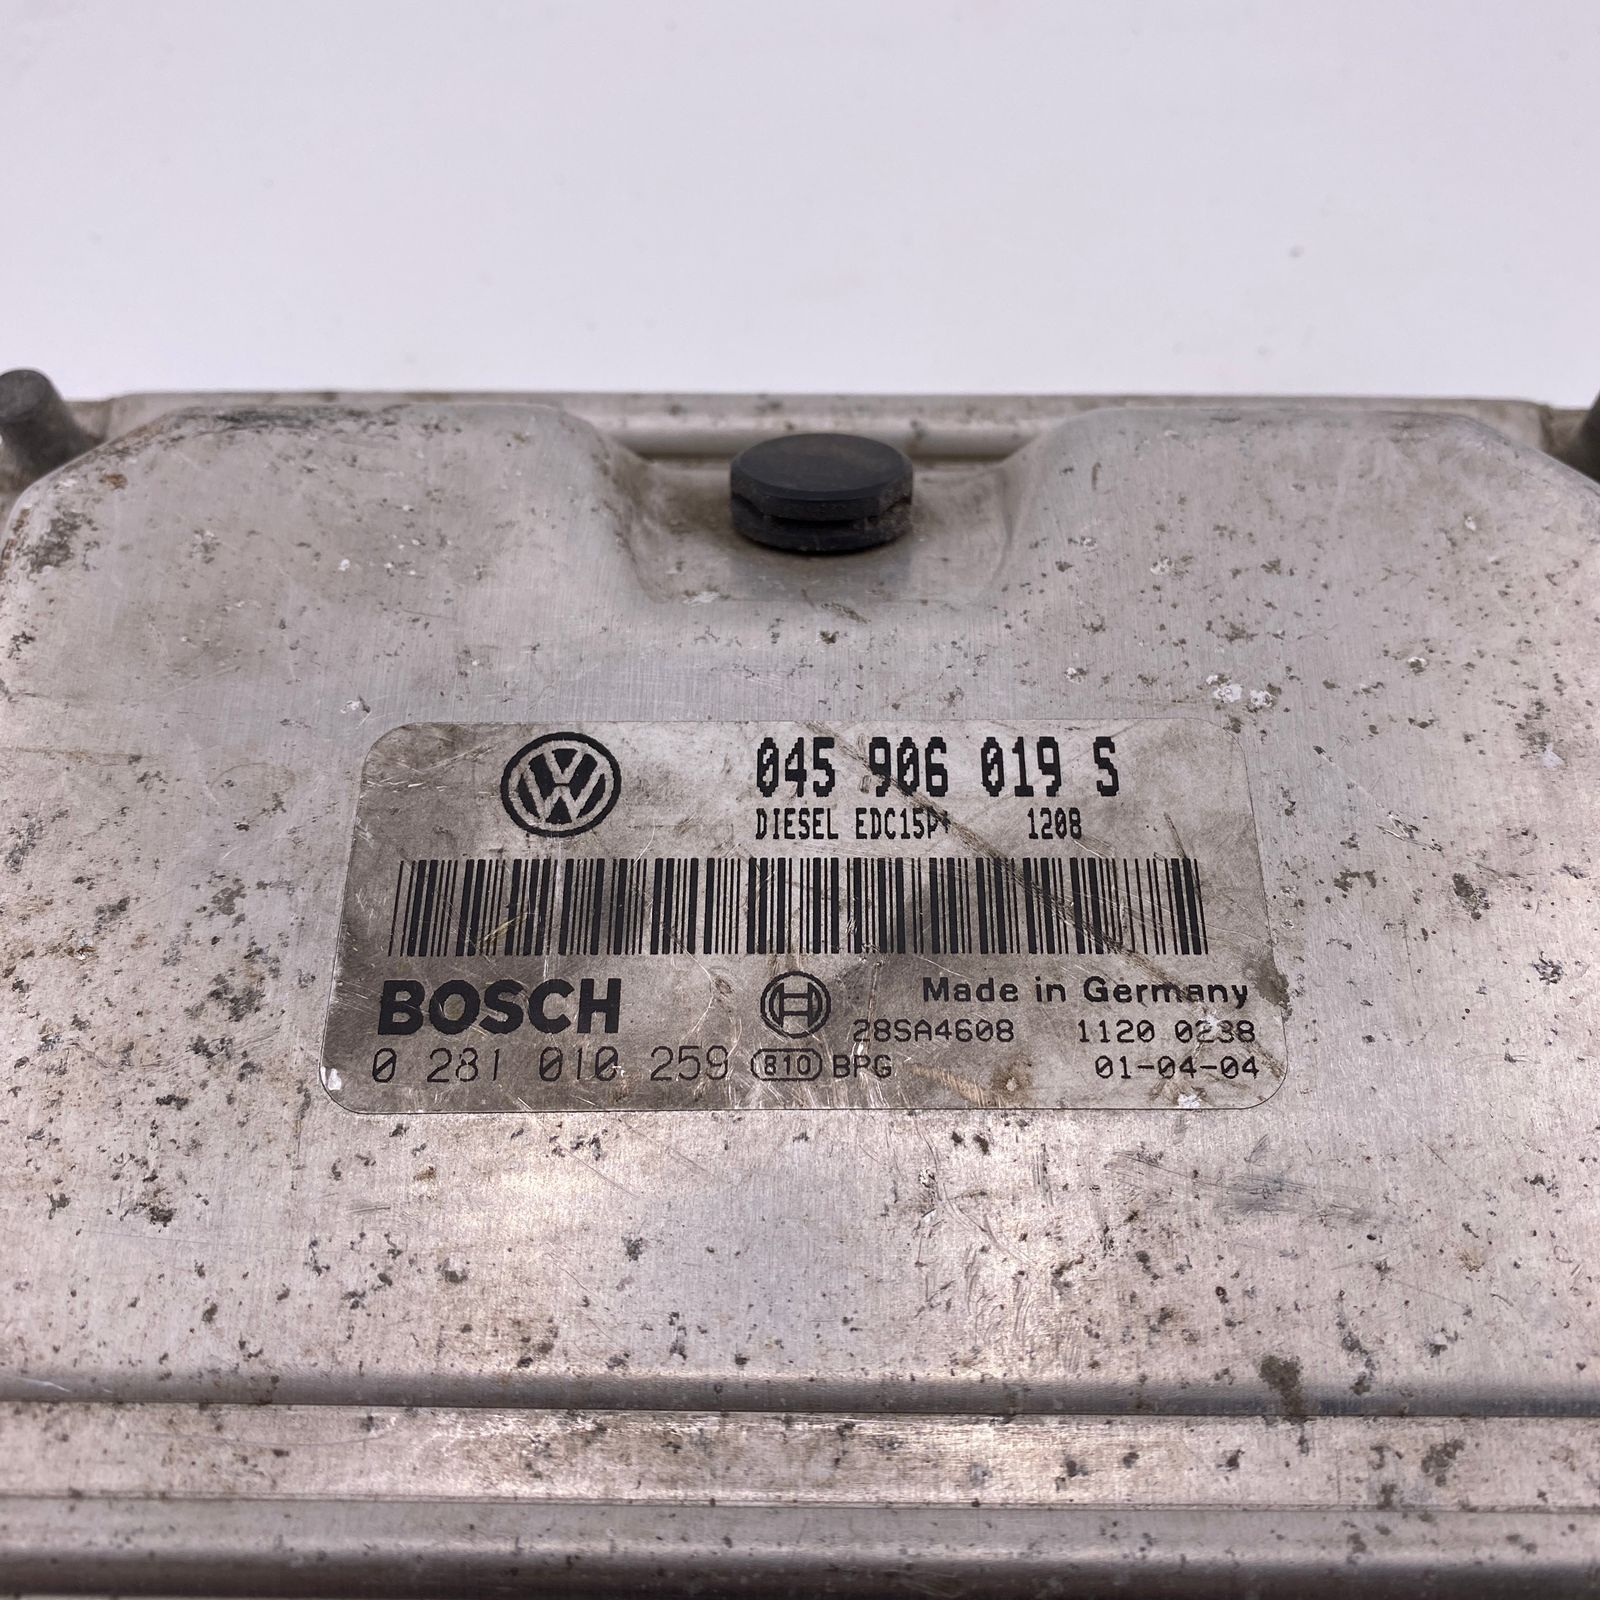 VW
045 906 019 S
DIESEL EDC15P+ 1208
BOSCH Made in Germany
28SA4608 1120 0238
0 281 010 259 810 BPG 01-04-04